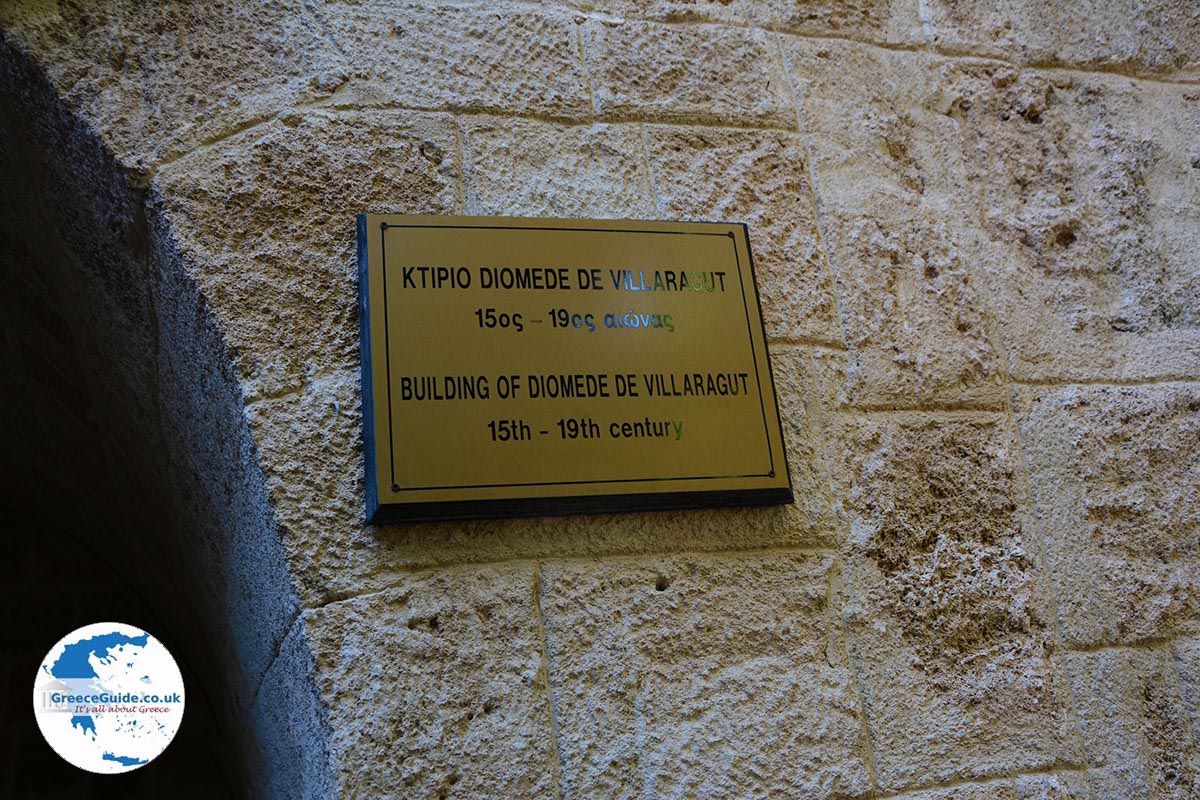 ΚΤΙΡΙΟ DIOMEDE DE VILLARAGUT
15ος – 19ος αιώνας
BUILDING OF DIOMEDE DE VILLARAGUT
15th - 19th century
GreeceGuide.co.uk
It's all about Greece